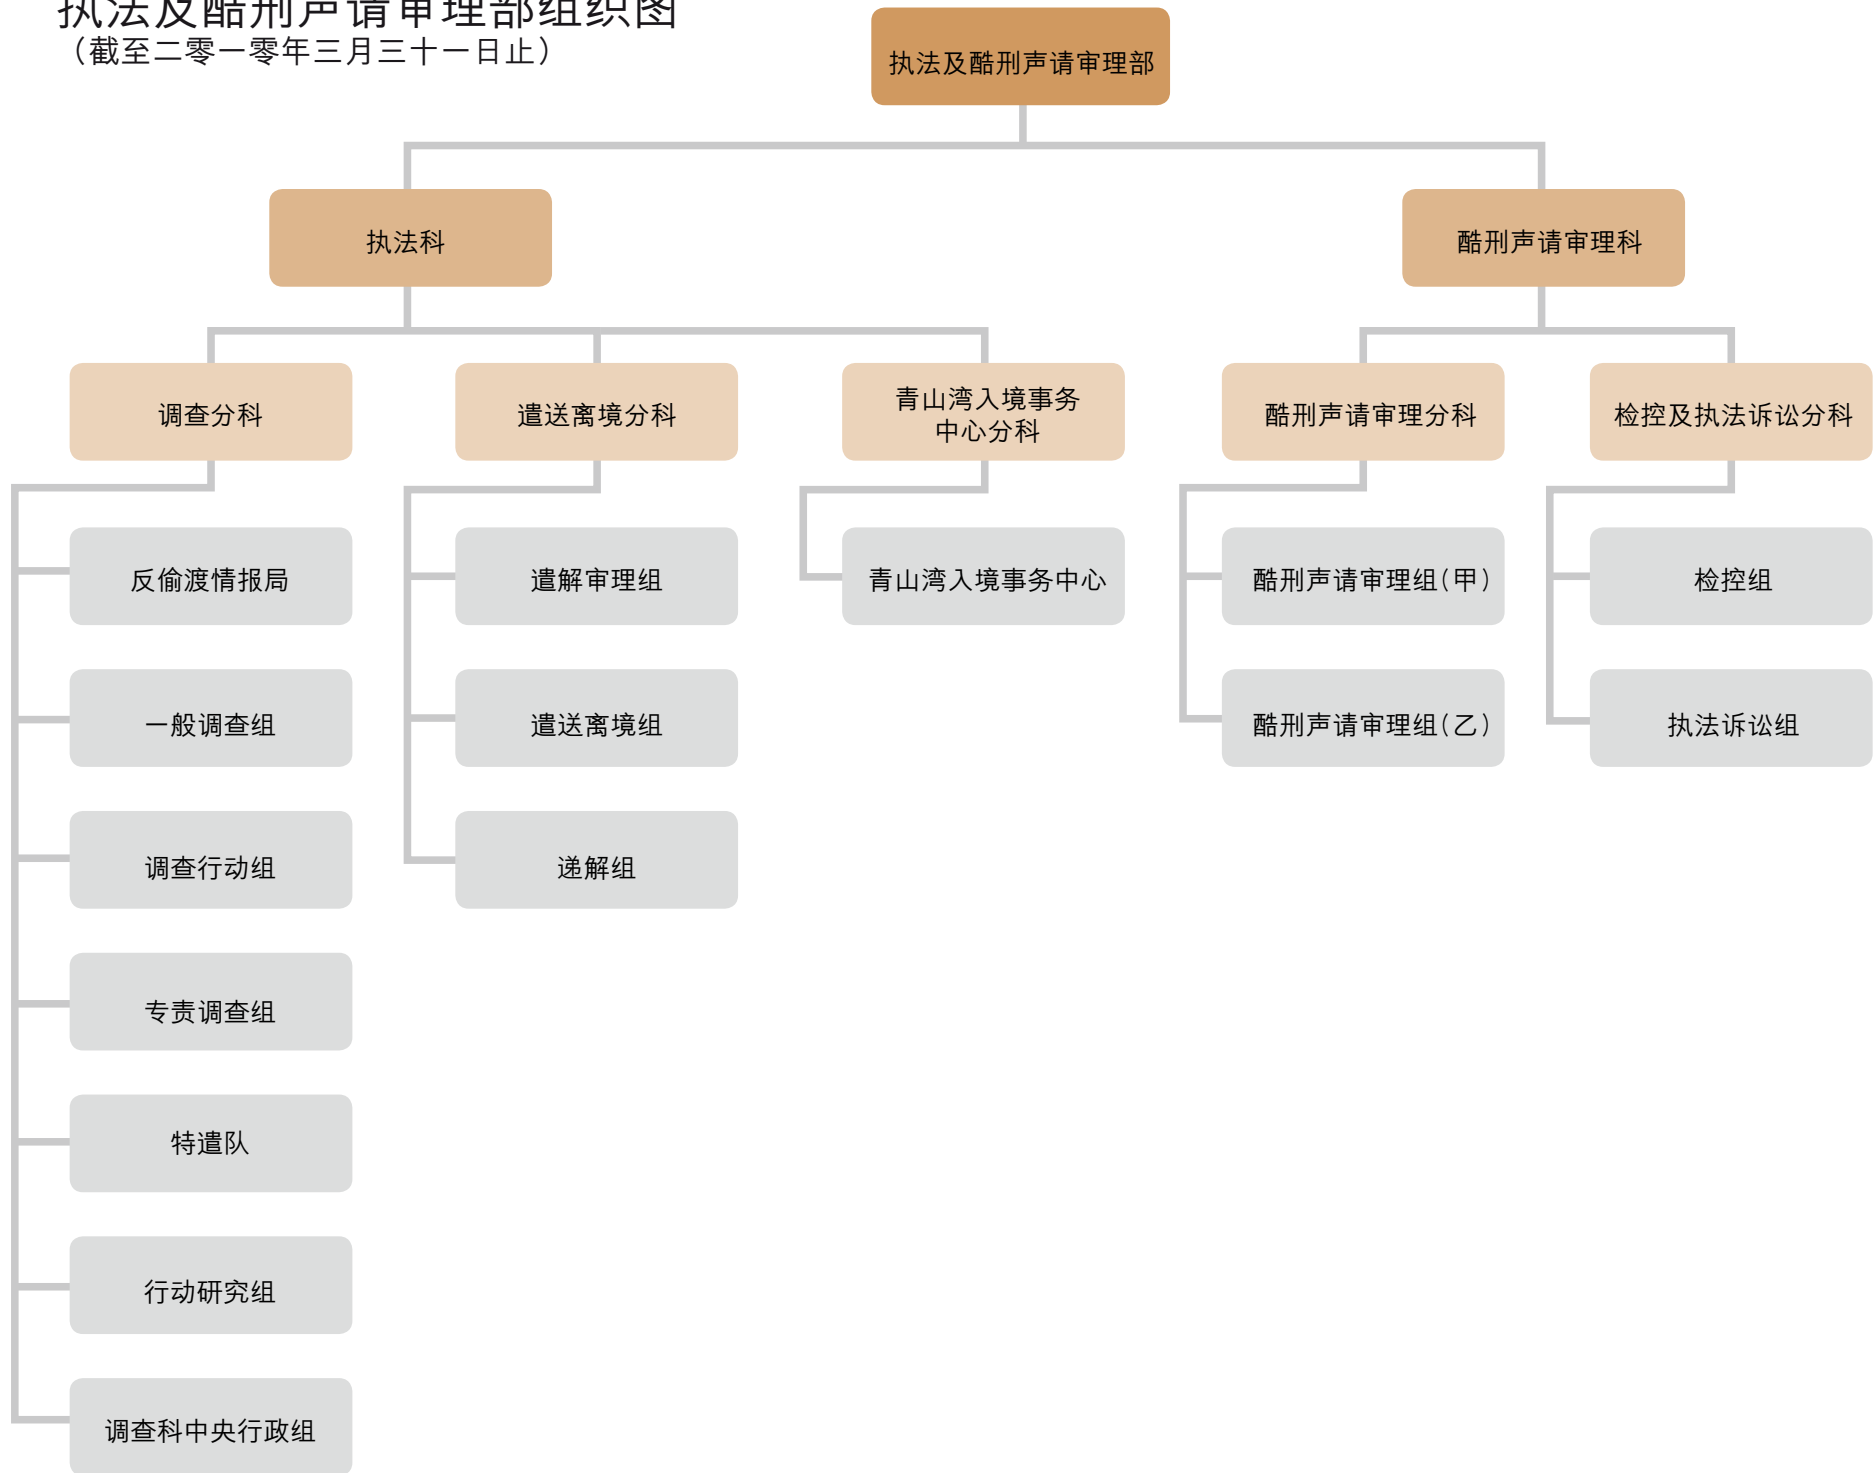 执法及酷刑声请审理部组织图
（截至二零一零年三月三十一日止）
执法及酷刑声请审理部
执法科
酷刑声请审理科
调查分科
遣送离境分科
青山湾入境事务
中心分科
酷刑声请审理分科
检控及执法诉讼分科
反偷渡情报局
遣解审理组
青山湾入境事务中心
酷刑声请审理组(甲)
检控组
一般调查组
遣送离境组
酷刑声请审理组(乙)
执法诉讼组
调查行动组
递解组
专责调查组
特遣队
行动研究组
调查科中央行政组